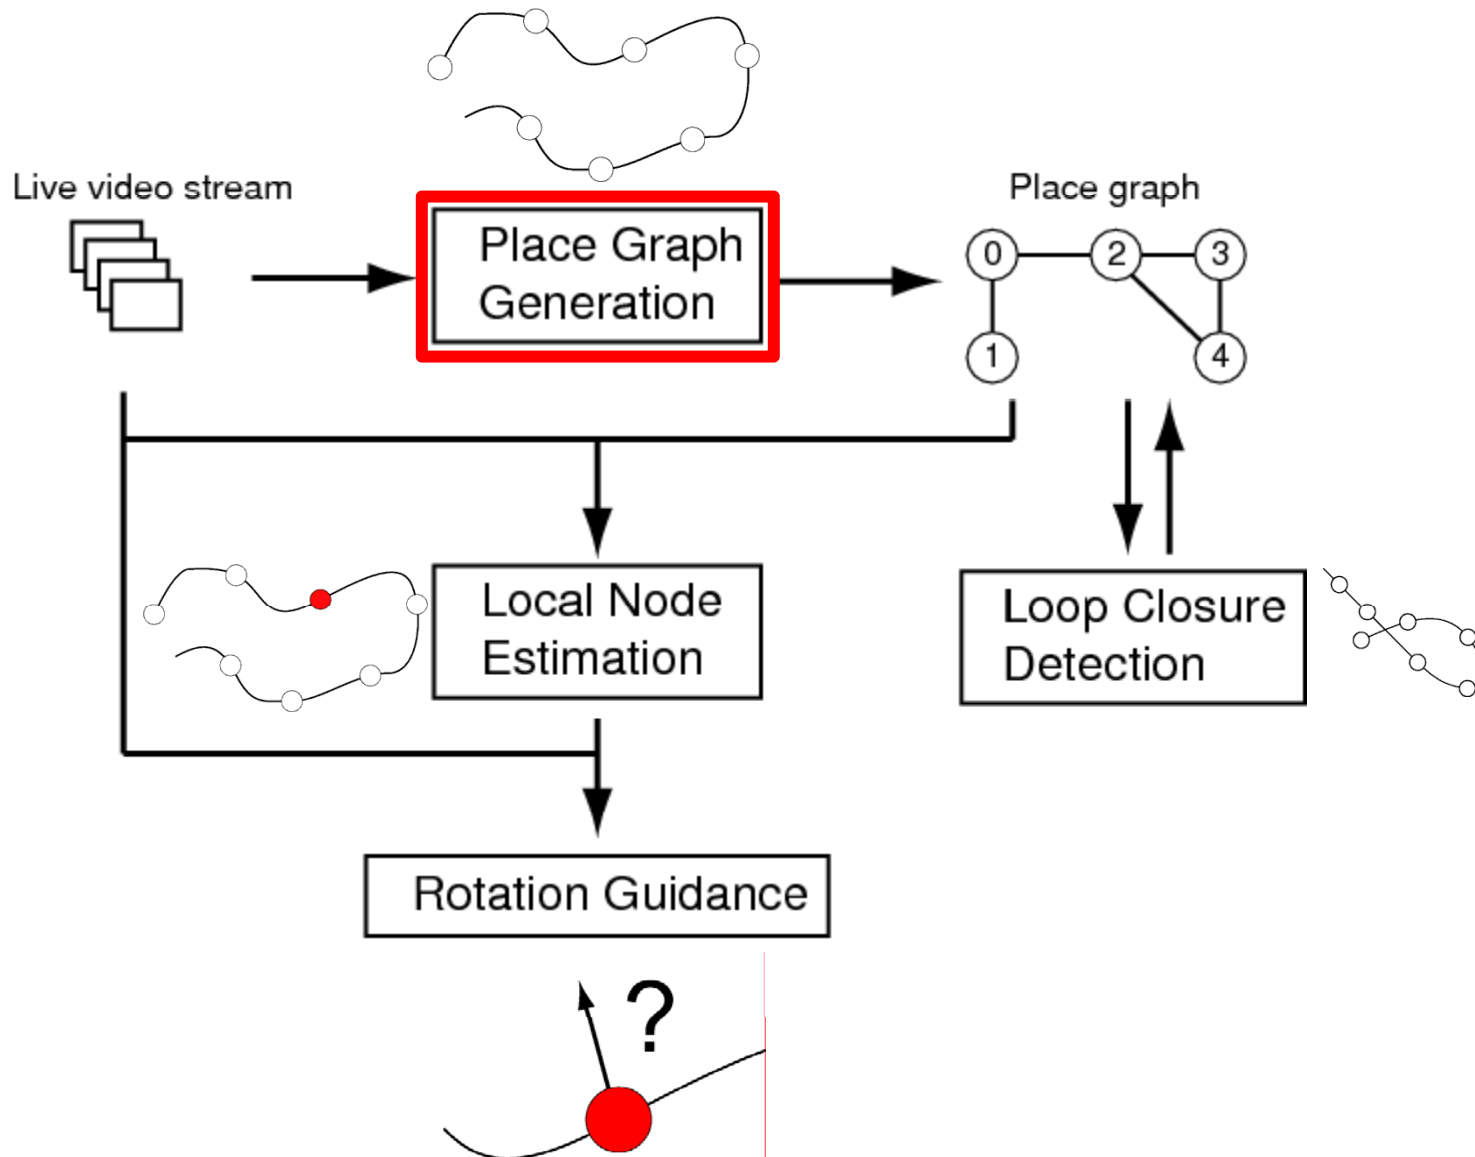 Live video stream
Place Graph
Generation
Place graph
0
2
3
1
4
Local Node
Estimation
Loop Closure
Detection
Rotation Guidance
?